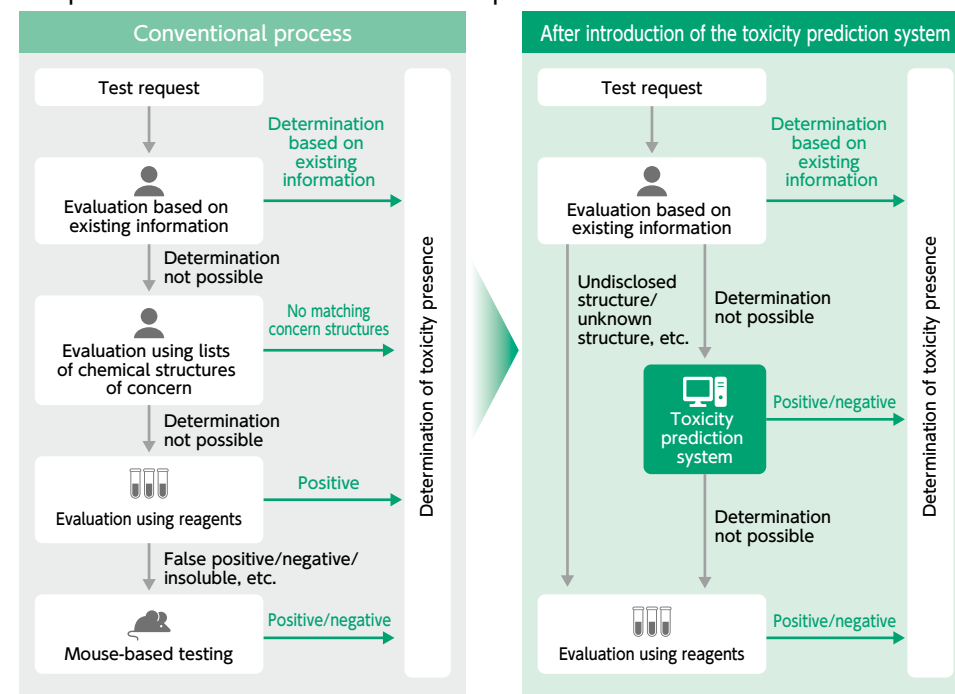 Conventional process
Test request
Determination
based on
existing
information
Evaluation based on
existing information
Determination
not possible
No matching
concern structures
Evaluation using lists
of chemical structures
of concern
Determination
not possible
Positive
Evaluation using reagents
False positive/negative/
insoluble, etc.
Positive/negative
Mouse-based testing
Determination of toxicity presence
After introduction of the toxicity prediction system
Test request
Determination
based on
existing
information
Evaluation based on
existing information
Undisclosed
structure/
unknown
structure, etc.
Determination
not possible
Toxicity
prediction
system
Positive/negative
Determination
not possible
Positive/negative
Evaluation using reagents
Determination of toxicity presence